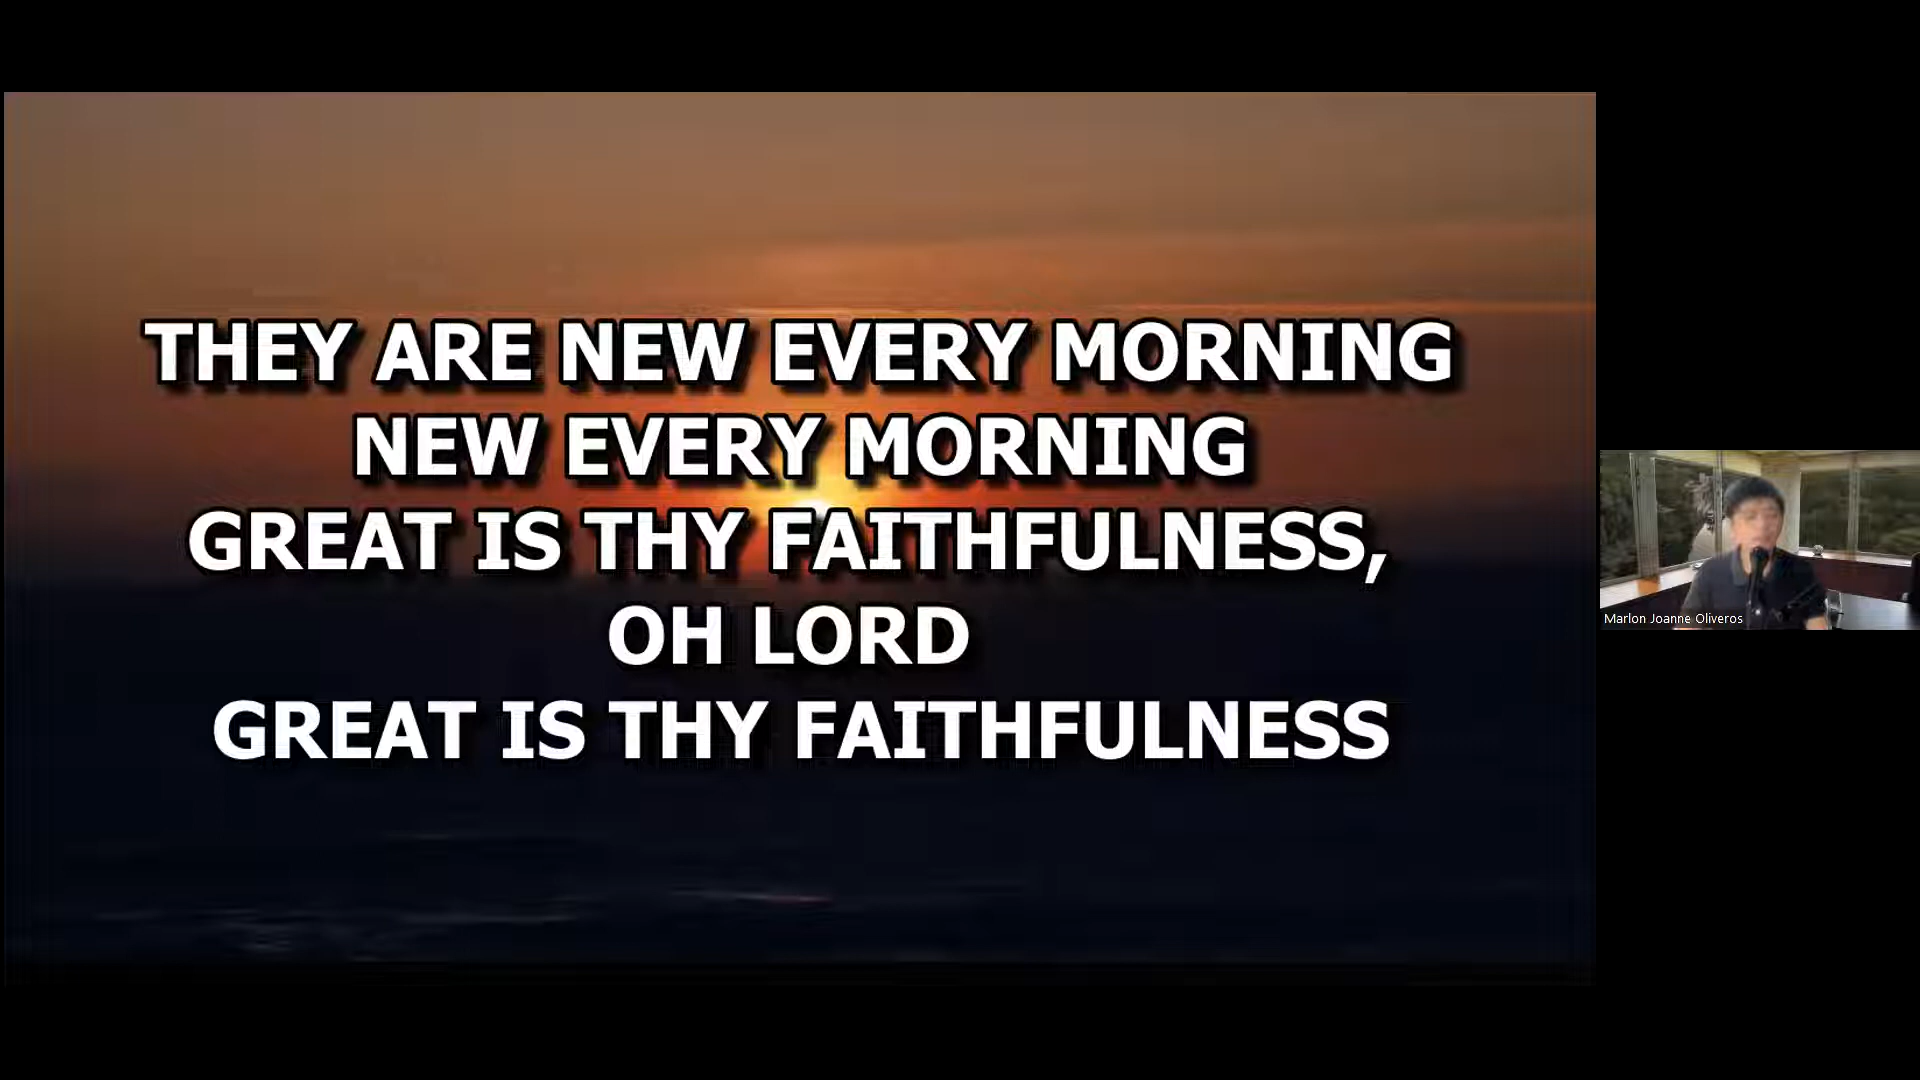 THEY ARE NEW EVERY MORNING
NEW EVERY MORNING
GREAT IS THY FAITHFULNESS,
OH LORD
GREAT IS THY FAITHFULNESS
Marlon Joanne Oliveros